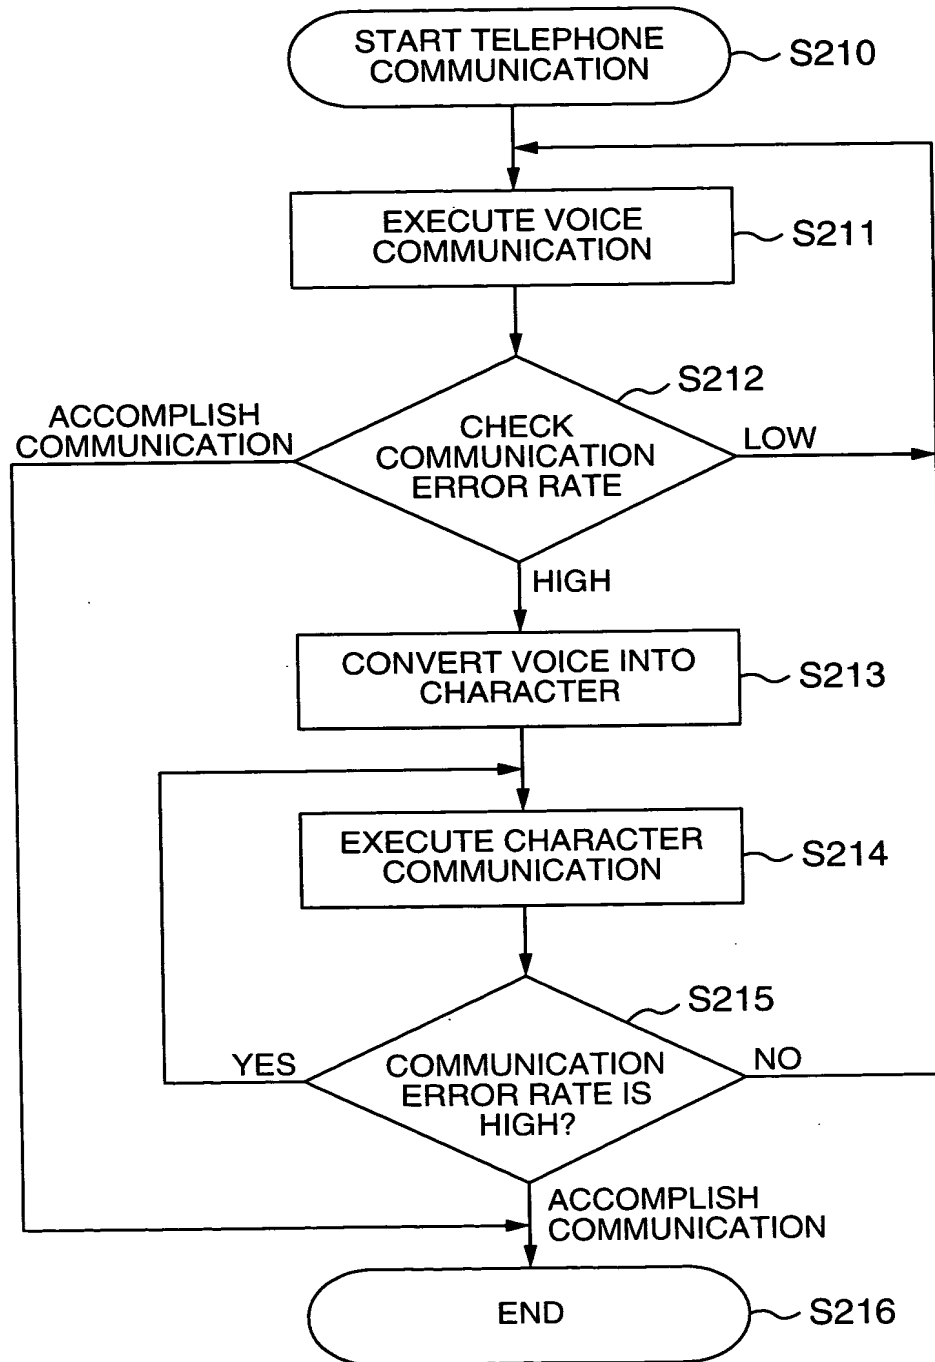 START TELEPHONE
COMMUNICATION
S210
EXECUTE VOICE
COMMUNICATION
S211
S212
ACCOMPLISH
COMMUNICATION
CHECK
COMMUNICATION
ERROR RATE
LOW
HIGH
CONVERT VOICE INTO
CHARACTER
S213
EXECUTE CHARACTER
COMMUNICATION
S214
S215
YES
COMMUNICATION
ERROR RATE IS
HIGH?
NO
ACCOMPLISH
COMMUNICATION
END
S216